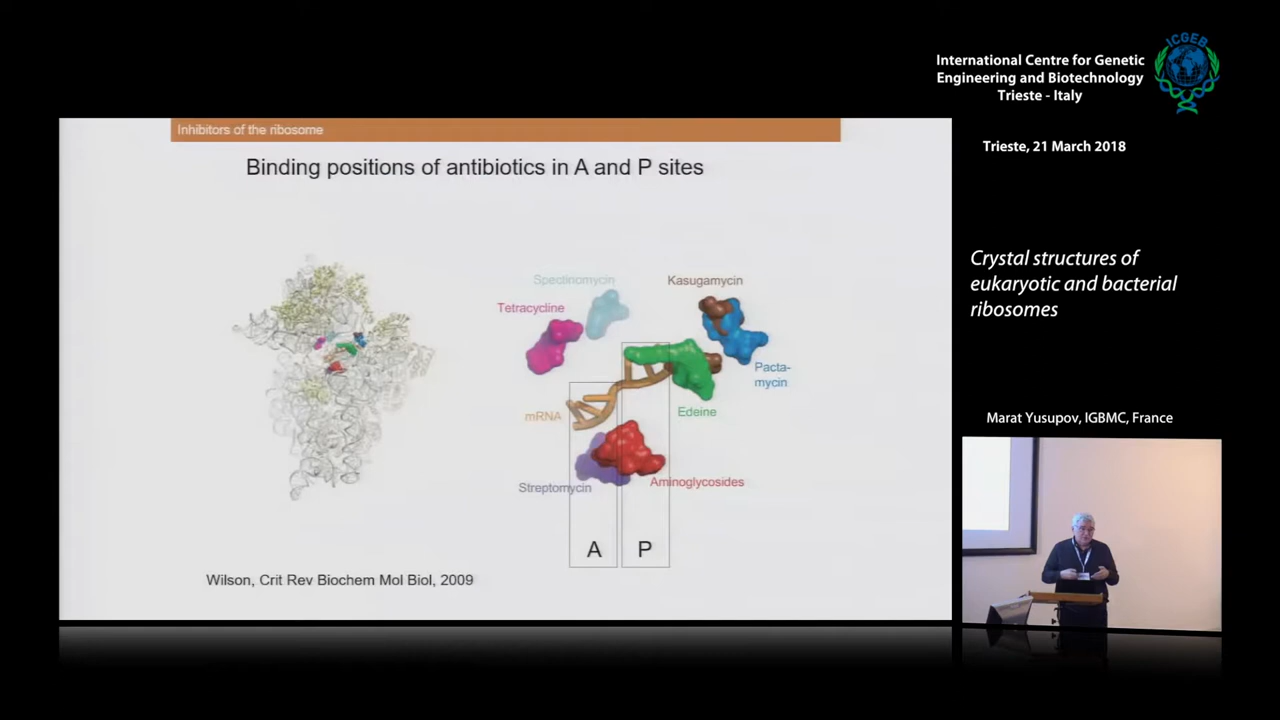 International Centre for Genetic
Engineering and Biotechnology
Trieste - Italy
ICGEB
Trieste, 21 March 2018
Crystal structures of
eukaryotic and bacterial
ribosomes
Marat Yusupov, IGBMC, France
Inhibitors of the ribosome
Binding positions of antibiotics in A and P sites
Spectinomycin
Kasugamycin
Tetracycline
Pacta-
mycin
mRNA
Edeine
Streptomycin
Aminoglycosides
A
P
Wilson, Crit Rev Biochem Mol Biol, 2009